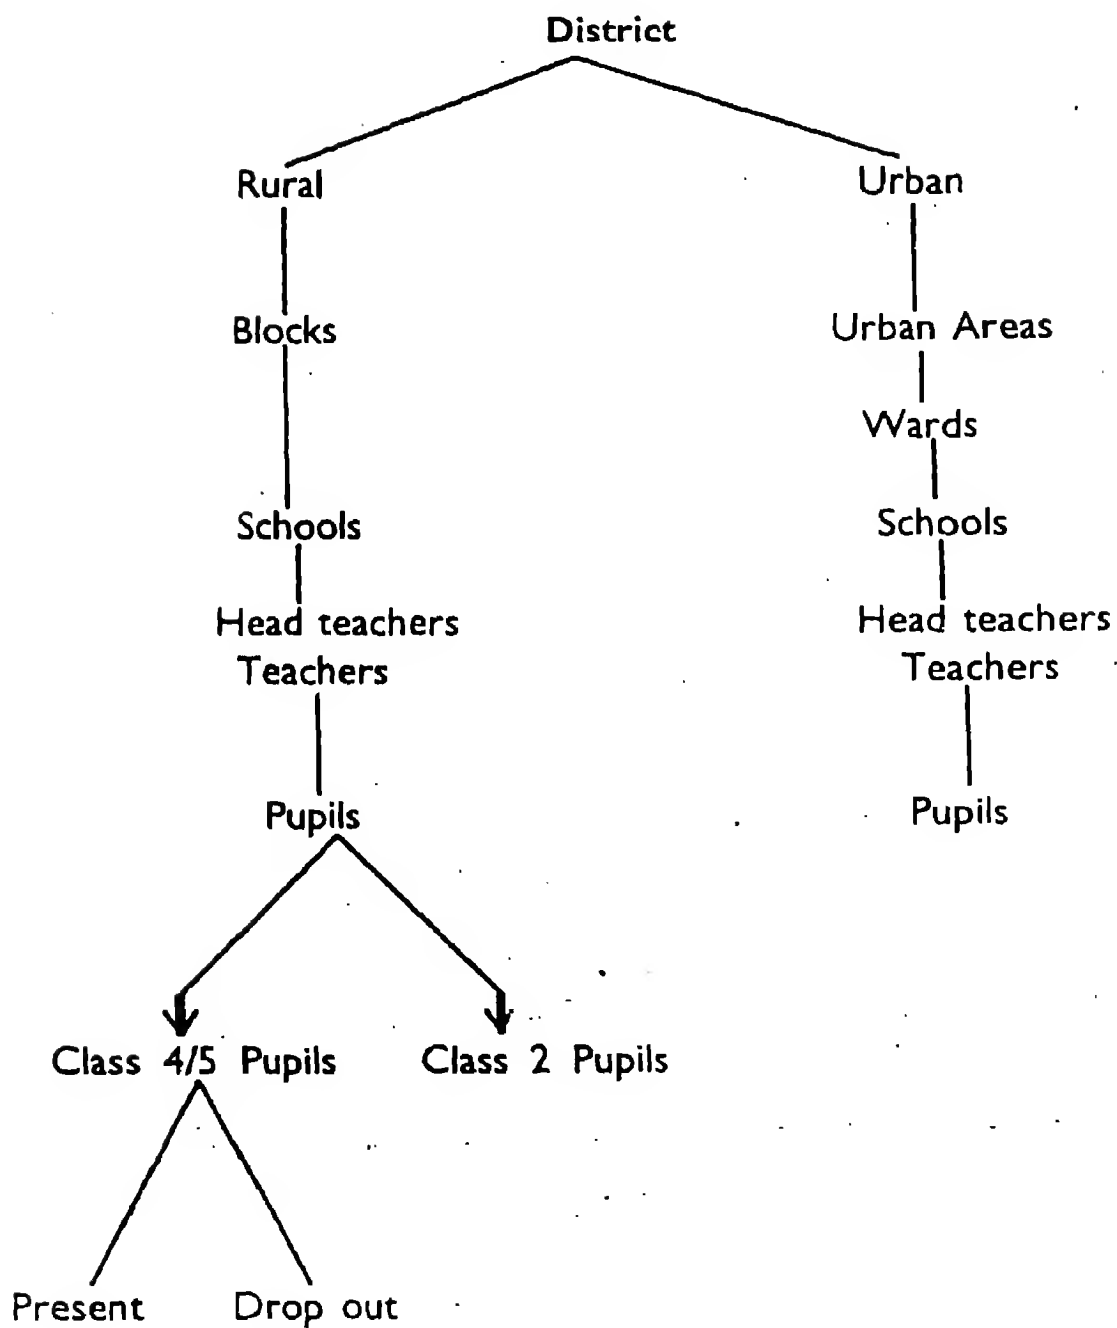 District
Rural Urban
Blocks Urban Areas
Wards
Schools Schools
Head teachers Head teachers
Teachers Teachers
Pupils Pupils
Class 4/5 Pupils Class 2 Pupils
Present Drop out